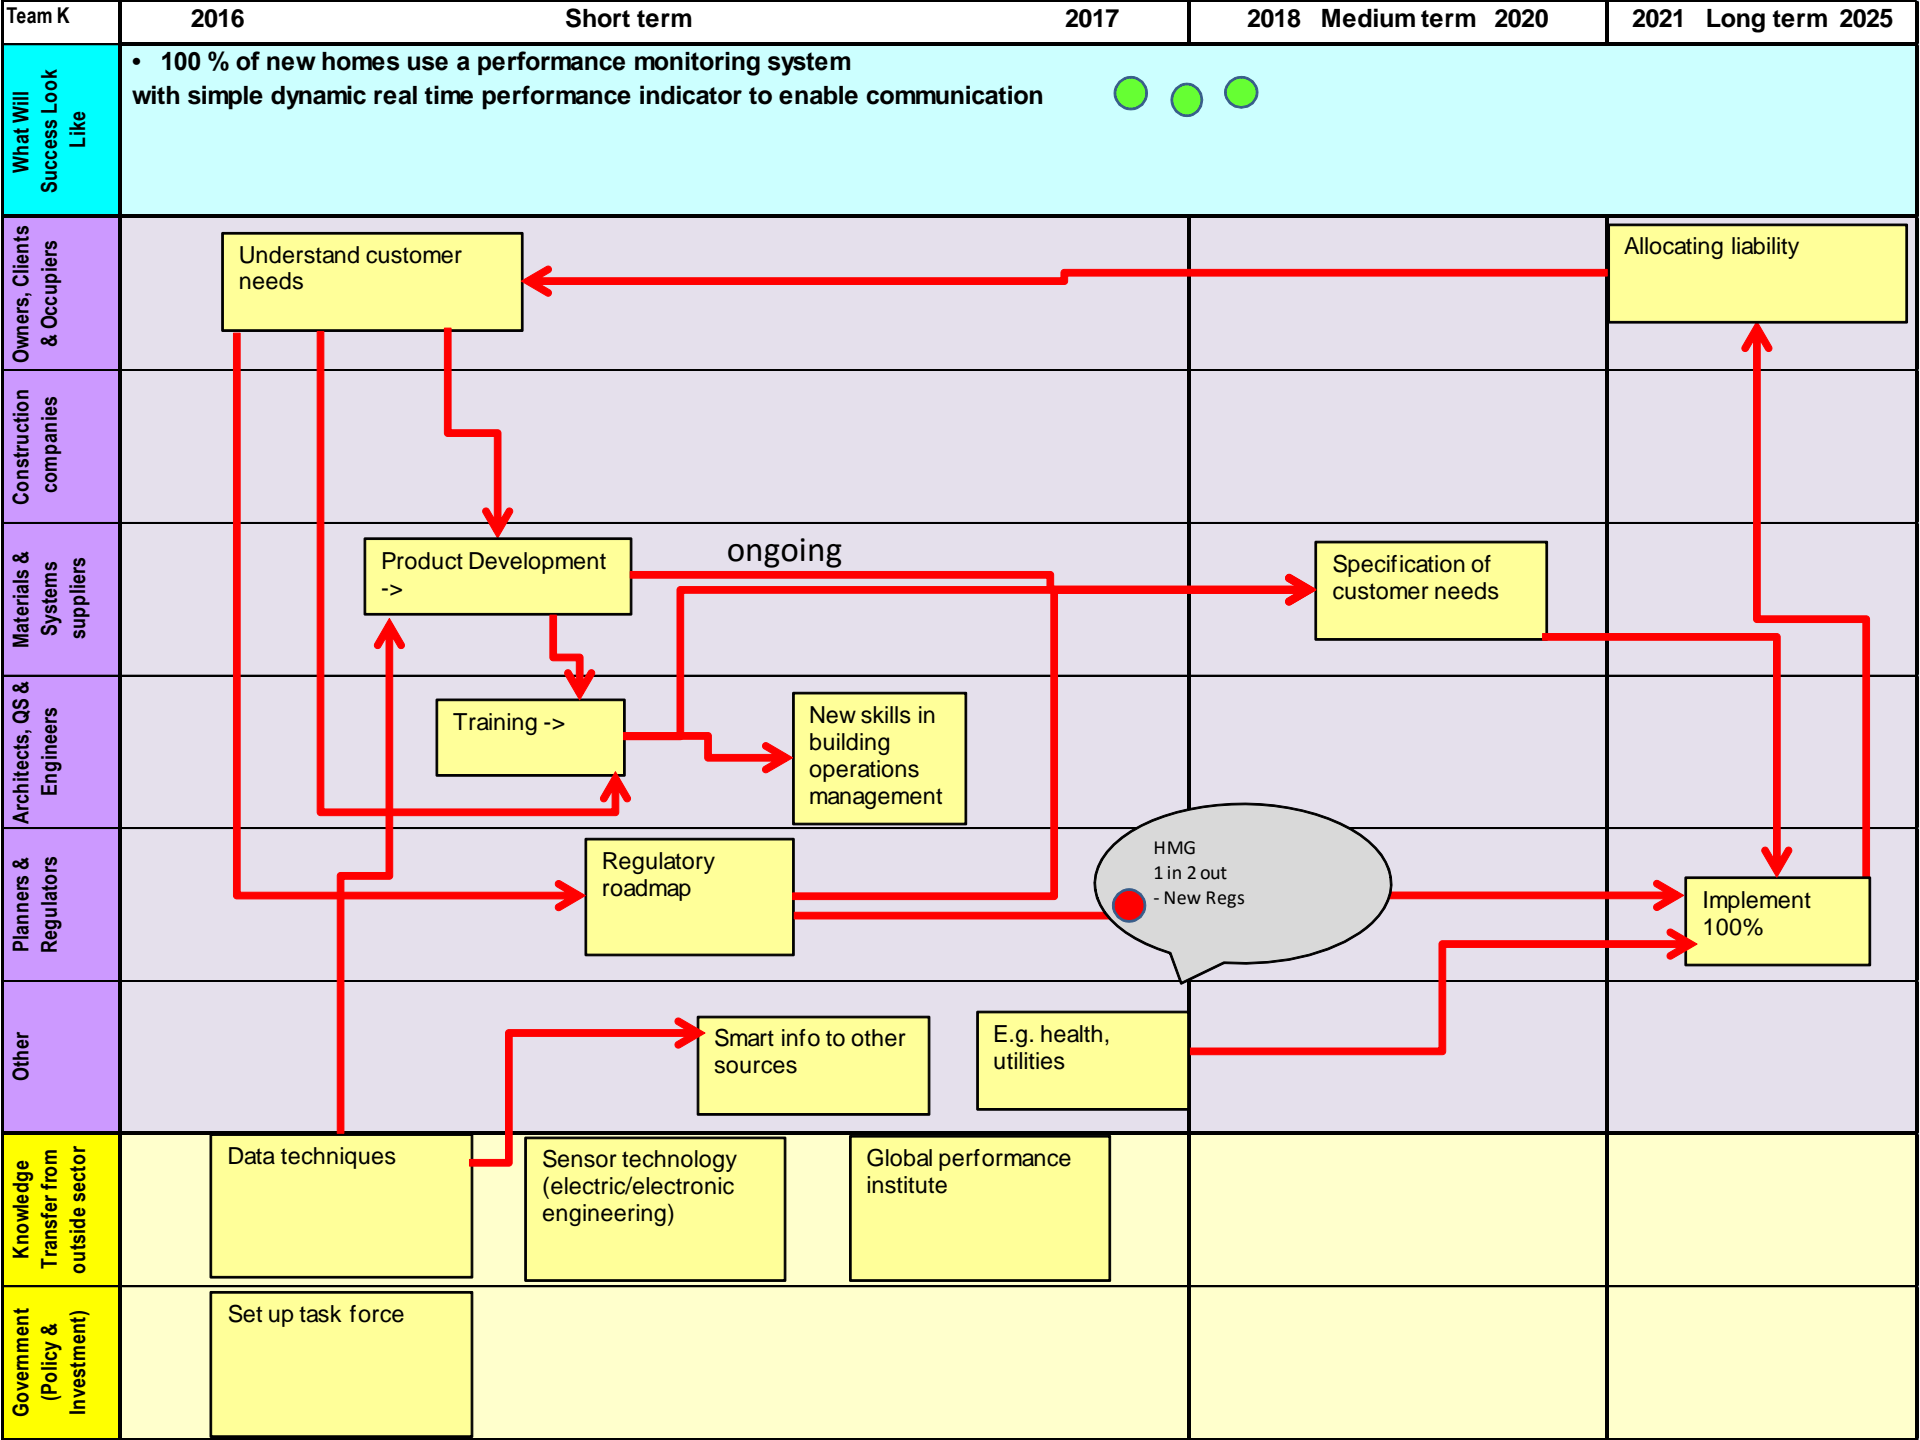 Team K
2016 Short term 2017
2018 Medium term 2020
2021 Long term 2025
What Will
Success Look
Like
• 100 % of new homes use a performance monitoring system
with simple dynamic real time performance indicator to enable communication
Owners, Clients
& Occupiers
Understand customer
needs
Allocating liability
Construction
companies
Materials &
Systems
suppliers
Product Development
->
ongoing
Specification of
customer needs
Architects, QS &
Engineers
Training ->
New skills in
building
operations
management
Planners &
Regulators
Regulatory
roadmap
HMG
1 in 2 out
- New Regs
Implement
100%
Other
Smart info to other
sources
E.g. health,
utilities
Knowledge
Transfer from
outside sector
Data techniques
Sensor technology
(electric/electronic
engineering)
Global performance
institute
Government
(Policy &
Investment)
Set up task force